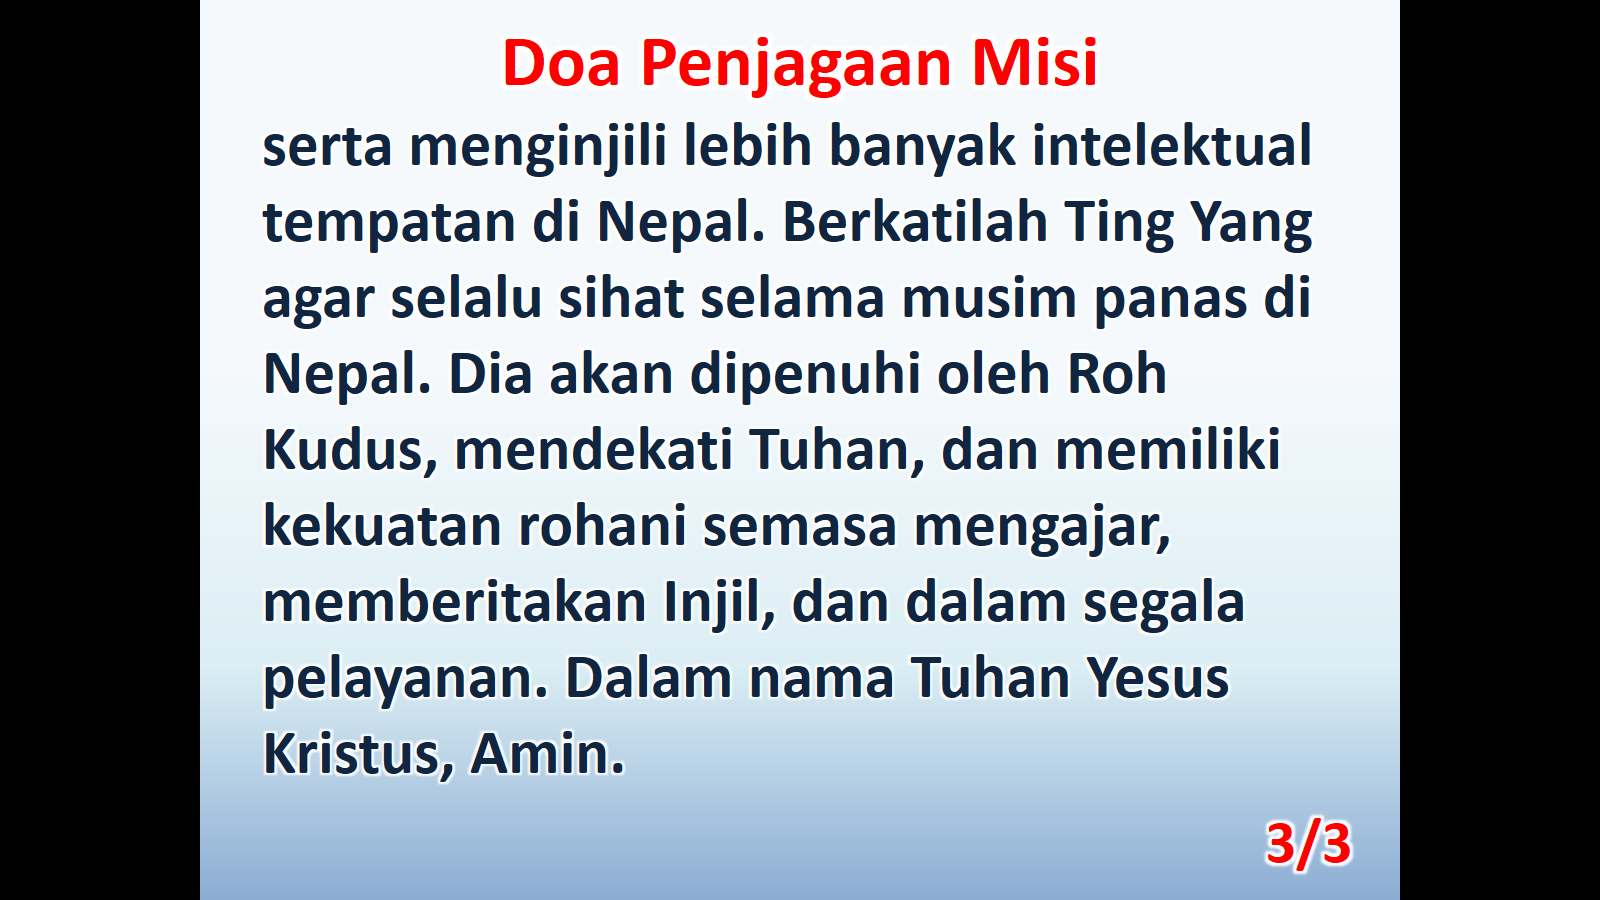 Doa Penjagaan Misi
serta menginjili lebih banyak intelektual
tempatan di Nepal. Berkatilah Ting Yang
agar selalu sihat selama musim panas di
Nepal. Dia akan dipenuhi oleh Roh
Kudus, mendekati Tuhan, dan memiliki
kekuatan rohani semasa mengajar,
memberitakan Injil, dan dalam segala
pelayanan. Dalam nama Tuhan Yesus
Kristus, Amin.
3/3